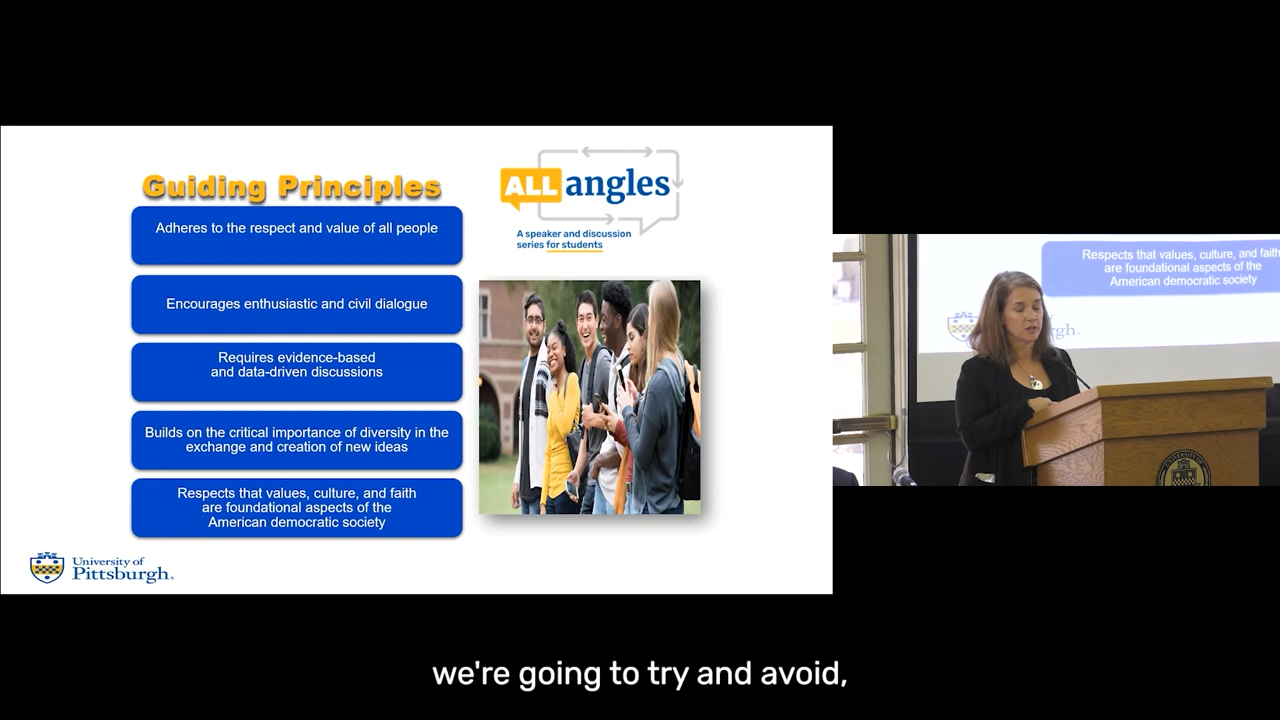 Guiding Principles
Adheres to the respect and value of all people
Encourages enthusiastic and civil dialogue
Requires evidence-based
and data-driven discussions
Builds on the critical importance of diversity in the
exchange and creation of new ideas
Respects that values, culture, and faith
are foundational aspects of the
American democratic society
University of
Pittsburgh®
ALL angles
A speaker and discussion
series for students
Respects that values, culture, and faith
are foundational aspects of the
American democratic society
gh.
UNIVERSITY OF
we're going to try and avoid,